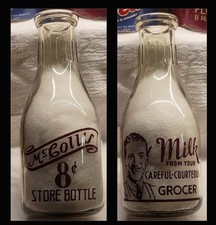 McColl's
8¢
STORE BOTTLE
Milk
FROM YOUR
CAREFUL-COURTEOUS
GROCER